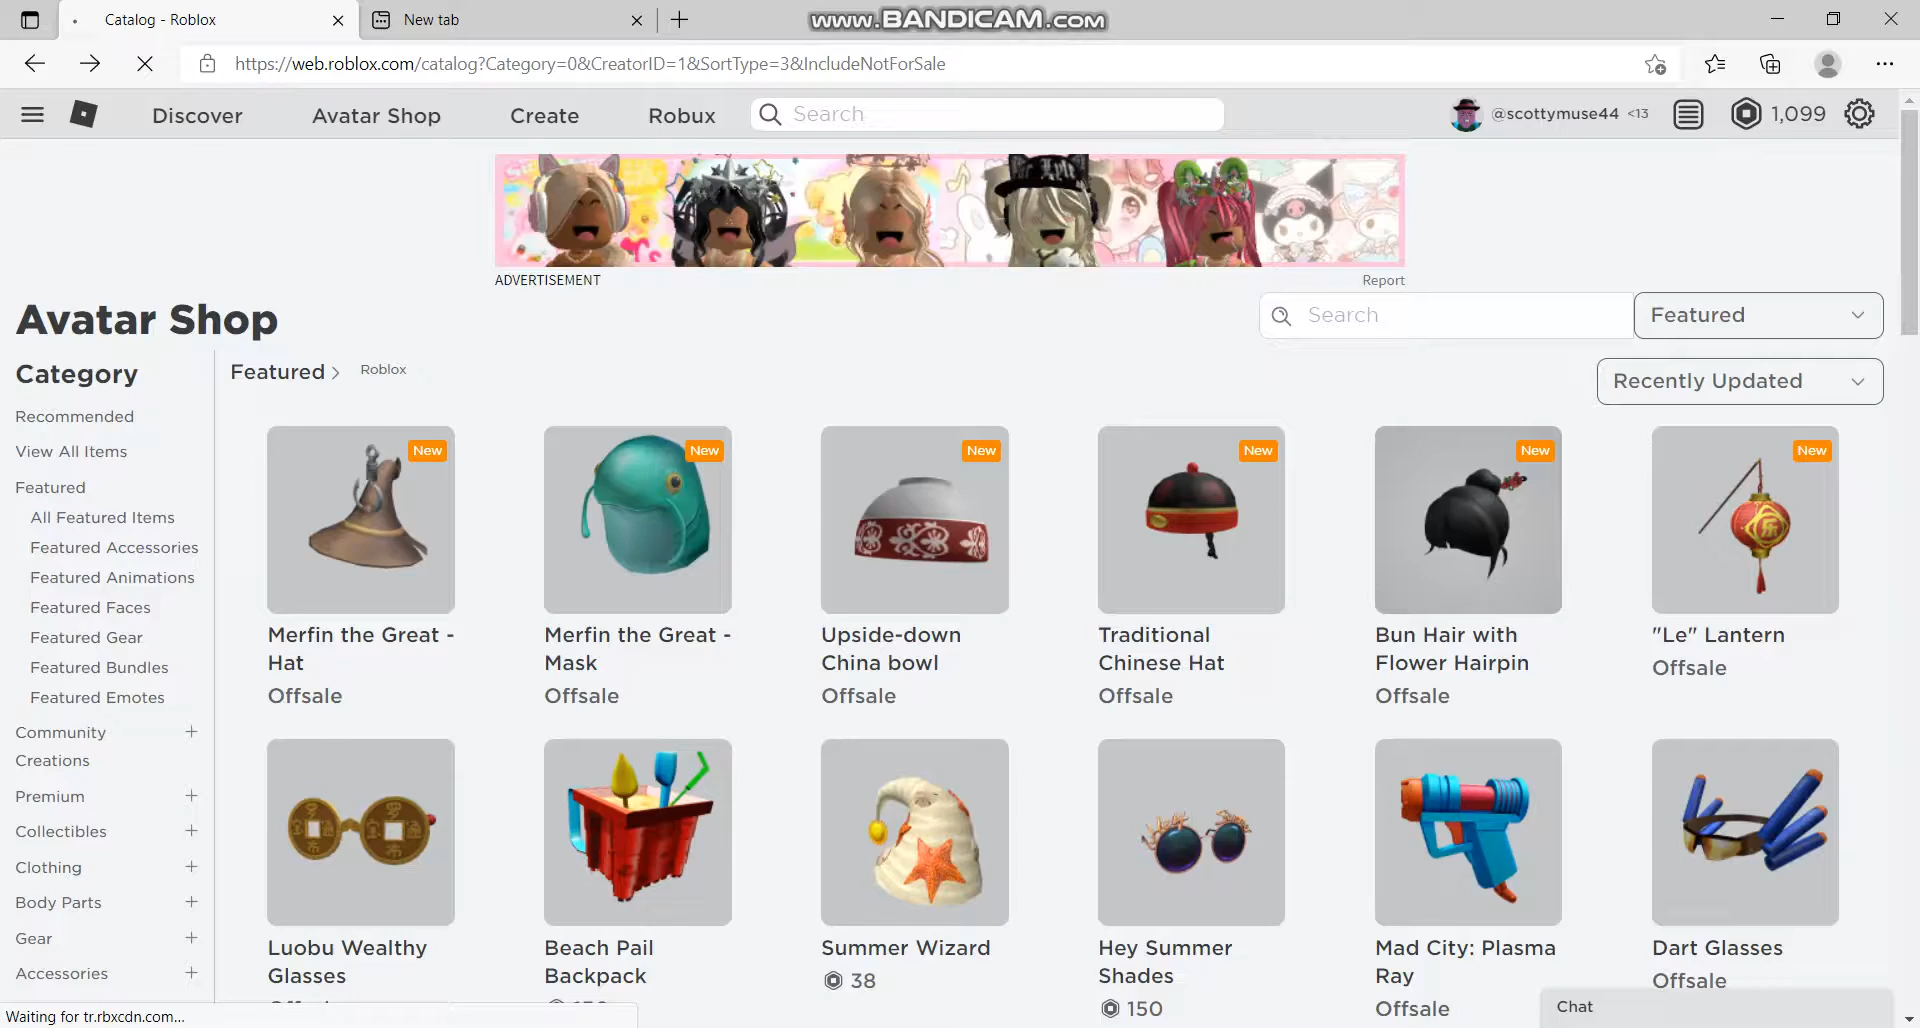 Catalog - Roblox
New tab
www.BANDICAM.com
https://web.roblox.com/catalog?Category=0&CreatorID=1&SortType=3&IncludeNotForSale
Discover
Avatar Shop
Create
Robux
Search
@scottymuse44 <13
1,099
ADVERTISEMENT
Report
Avatar Shop
Search
Featured
Category
Featured
Roblox
Recently Updated
Recommended
View All Items
Featured
All Featured Items
Featured Accessories
Featured Animations
Featured Faces
Featured Gear
Featured Bundles
Featured Emotes
Community
Creations
Premium
Collectibles
Clothing
Body Parts
Gear
Accessories
New
New
New
New
New
New
Merfin the Great -
Hat
Offsale
Merfin the Great -
Mask
Offsale
Upside-down
China bowl
Offsale
Traditional
Chinese Hat
Offsale
Bun Hair with
Flower Hairpin
Offsale
"Le" Lantern
Offsale
Luobu Wealthy
Glasses
Beach Pail
Backpack
Summer Wizard
38
Hey Summer
Shades
150
Mad City: Plasma
Ray
Offsale
Dart Glasses
Offsale
Waiting for tr.rbxcdn.com...
Chat